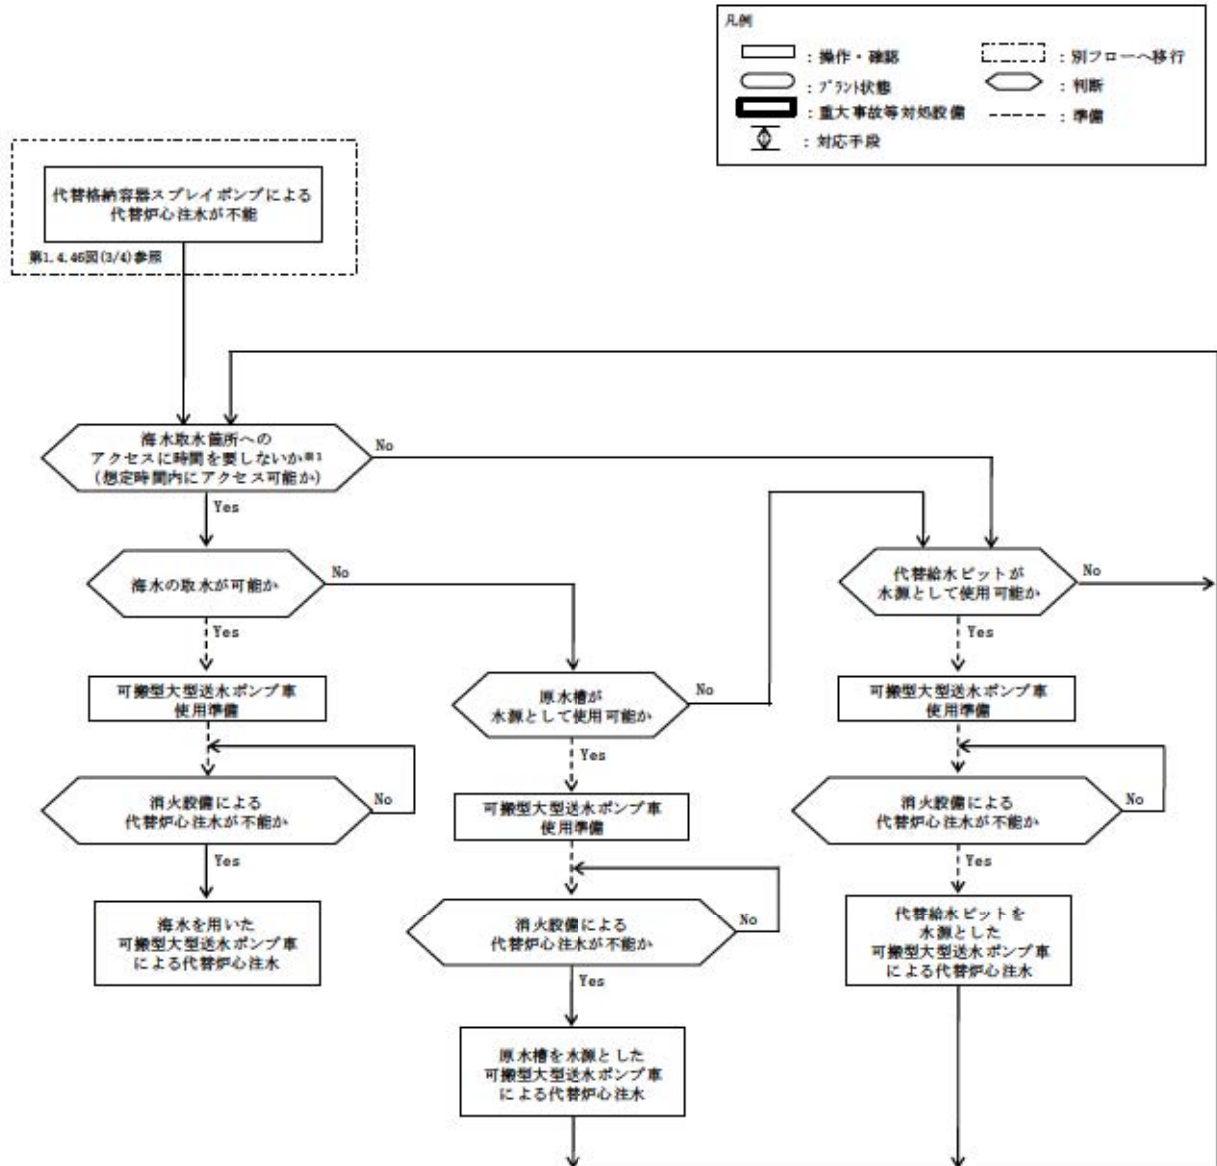 凡例
: 操作・確認
: 別フローへ移行
: プラント状態
: 判断
: 重大事故等対処設備
: 準備
: 対応手段
代替格納容器スプレイポンプによる
代替炉心注水が不能
第1.4.46図(3/4)参照
海水取水箇所への
アクセスに時間を要しないか※1
(想定時間内にアクセス可能か)
No
Yes
海水の取水が可能か
No
代替給水ピットが
水源として使用可能か
No
Yes
Yes
可搬型大型送水ポンプ車
使用準備
原水槽が
水源として使用可能か
No
可搬型大型送水ポンプ車
使用準備
Yes
消火設備による
代替炉心注水が不能か
No
可搬型大型送水ポンプ車
使用準備
消火設備による
代替炉心注水が不能か
No
Yes
Yes
海水を用いた
可搬型大型送水ポンプ車
による代替炉心注水
消火設備による
代替炉心注水が不能か
No
代替給水ピットを
水源とした
可搬型大型送水ポンプ車
による代替炉心注水
Yes
原水槽を水源とした
可搬型大型送水ポンプ車
による代替炉心注水